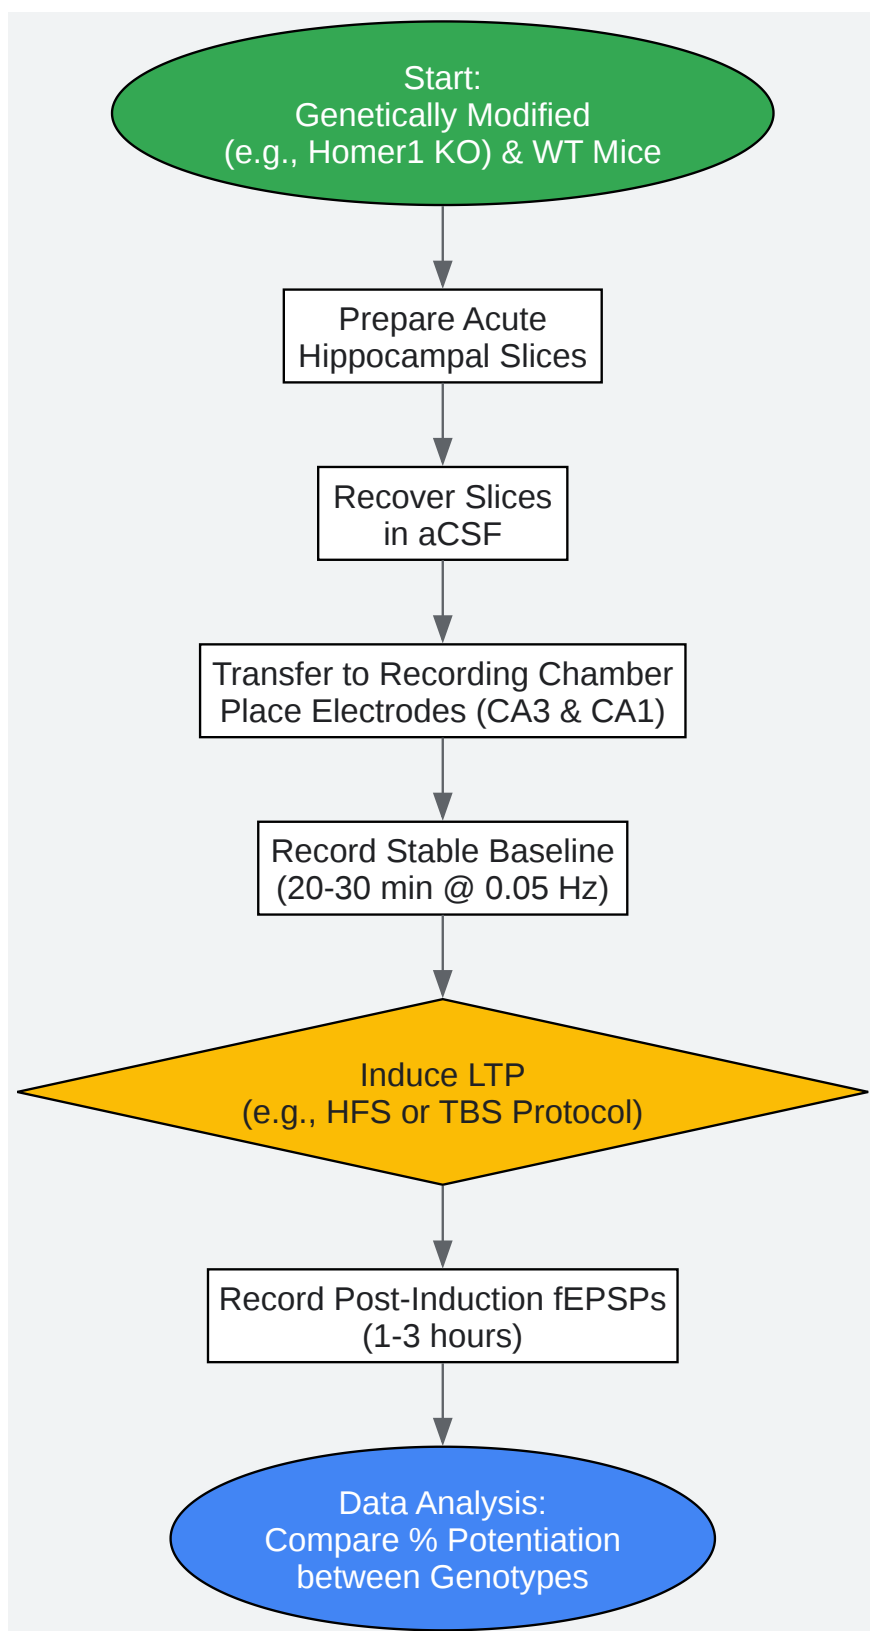 Start:
Genetically Modified
(e.g., Homer1 KO) & WT Mice
Prepare Acute
Hippocampal Slices
Recover Slices
in aCSF
Transfer to Recording Chamber
Place Electrodes (CA3 & CA1)
Record Stable Baseline
(20-30 min @ 0.05 Hz)
Induce LTP
(e.g., HFS or TBS Protocol)
Record Post-Induction fEPSPs
(1-3 hours)
Data Analysis:
Compare % Potentiation
between Genotypes